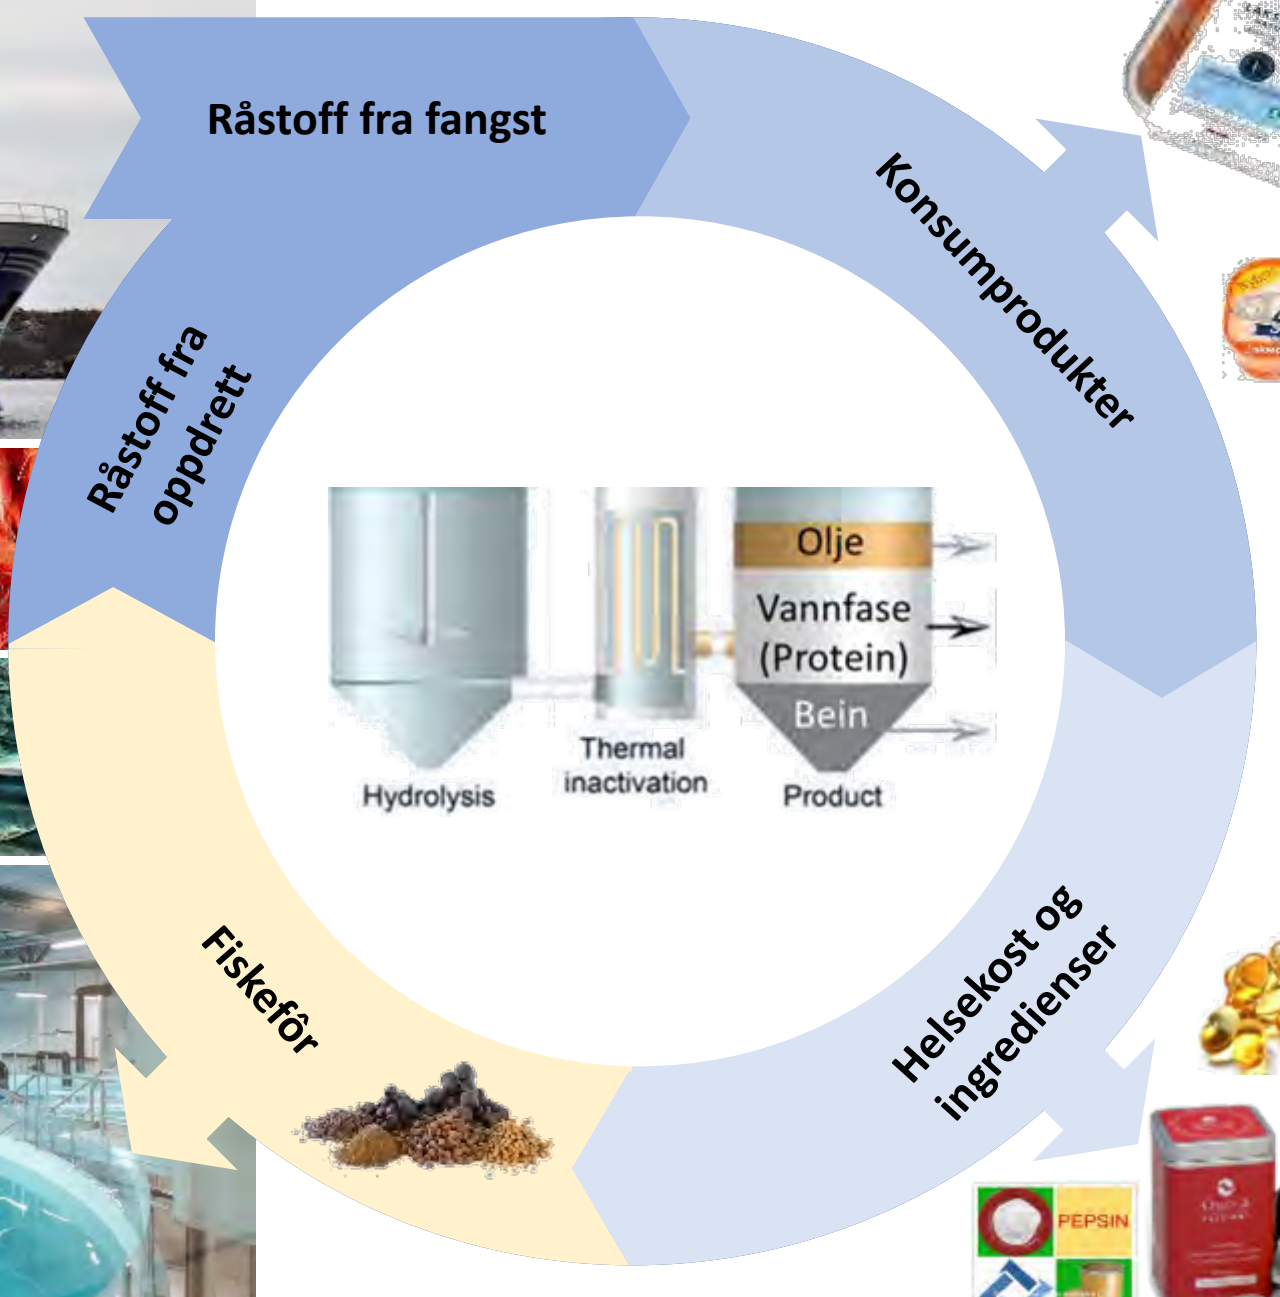 Råstoff fra fangst
Konsumprodukter
Råstoff fra
oppdrett
Olje
Vannfase
(Protein)
Bein
Thermal
inactivation
Hydrolysis
Product
Helsekost og
ingredienser
Fiskefôr
PEPSIN